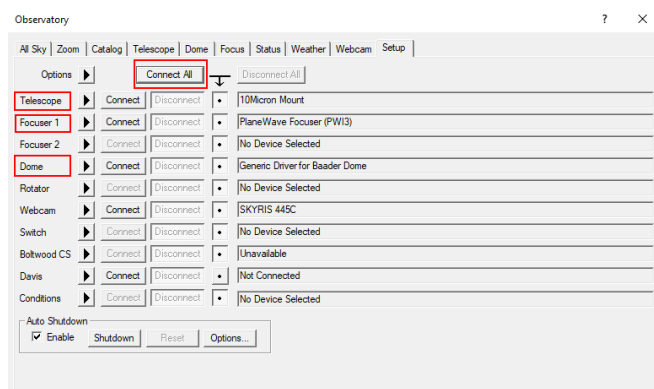 Observatory ? ×
All Sky Zoom Catalog Telescope Dome Focus Status Weather Webcam Setup
Options Connect All Disconnect All
Telescope Connect Disconnect 10Micron Mount
Focuser 1 Connect Disconnect PlaneWave Focuser (PWI3)
Focuser 2 Connect Disconnect No Device Selected
Dome Connect Disconnect Generic Driver for Baader Dome
Rotator Connect Disconnect No Device Selected
Webcam Connect Disconnect SKYRIS 445C
Switch Connect Disconnect No Device Selected
Boltwood CS Connect Disconnect Unavailable
Davis Connect Disconnect Not Connected
Conditions Connect Disconnect No Device Selected
Auto Shutdown
Enable Shutdown Reset Options...